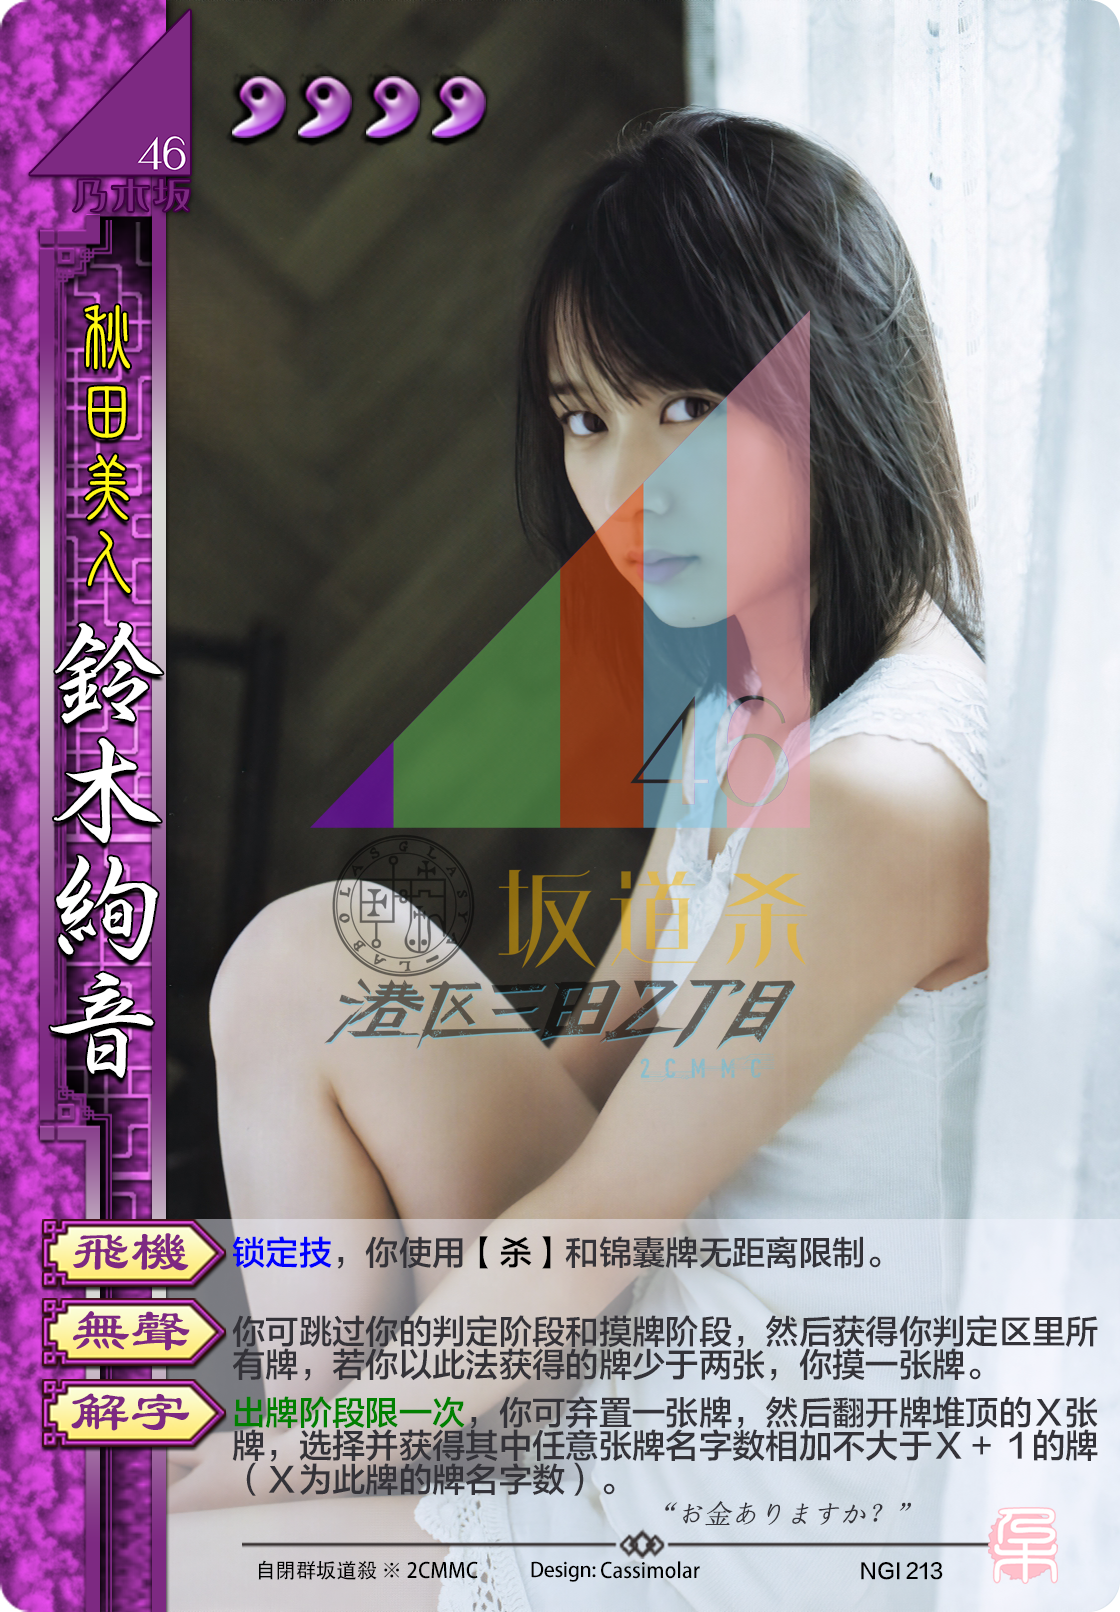 46
乃木坂
秋田美人
鈴木絢音
46
LASYA-LABOLAS
坂道杀
港区三田2丁目
2CMMC
飛機
锁定技，你使用【杀】和锦囊牌无距离限制。
無聲
你可跳过你的判定阶段和摸牌阶段，然后获得你判定区里所
有牌，若你以此法获得的牌少于两张，你摸一张牌。
解字
出牌阶段限一次，你可弃置一张牌，然后翻开牌堆顶的X张
牌，选择并获得其中任意张牌名字数相加不大于X＋１的牌
（X为此牌的牌名字数）。
“お金ありますか？”
自閉群坂道殺 ※ 2CMMC
Design: Cassimolar
NGI 213